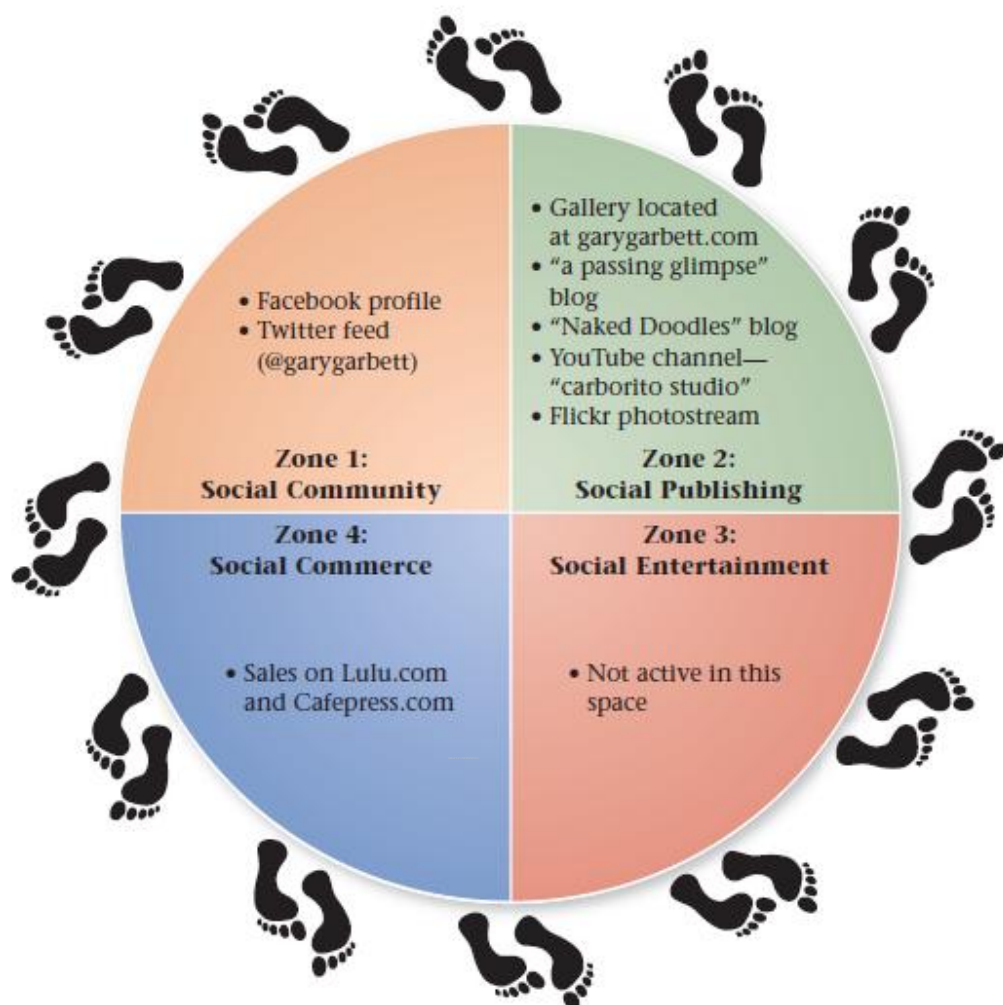 • Facebook profile
• Twitter feed
(@garygarbett)
Zone 1:
Social Community
• Gallery located
at garygarbett.com
• “a passing glimpse”
blog
• “Naked Doodles” blog
• YouTube channel—
“carborito studio”
• Flickr photostream
Zone 2:
Social Publishing
Zone 4:
Social Commerce
• Sales on Lulu.com
and Cafepress.com
Zone 3:
Social Entertainment
• Not active in this
space